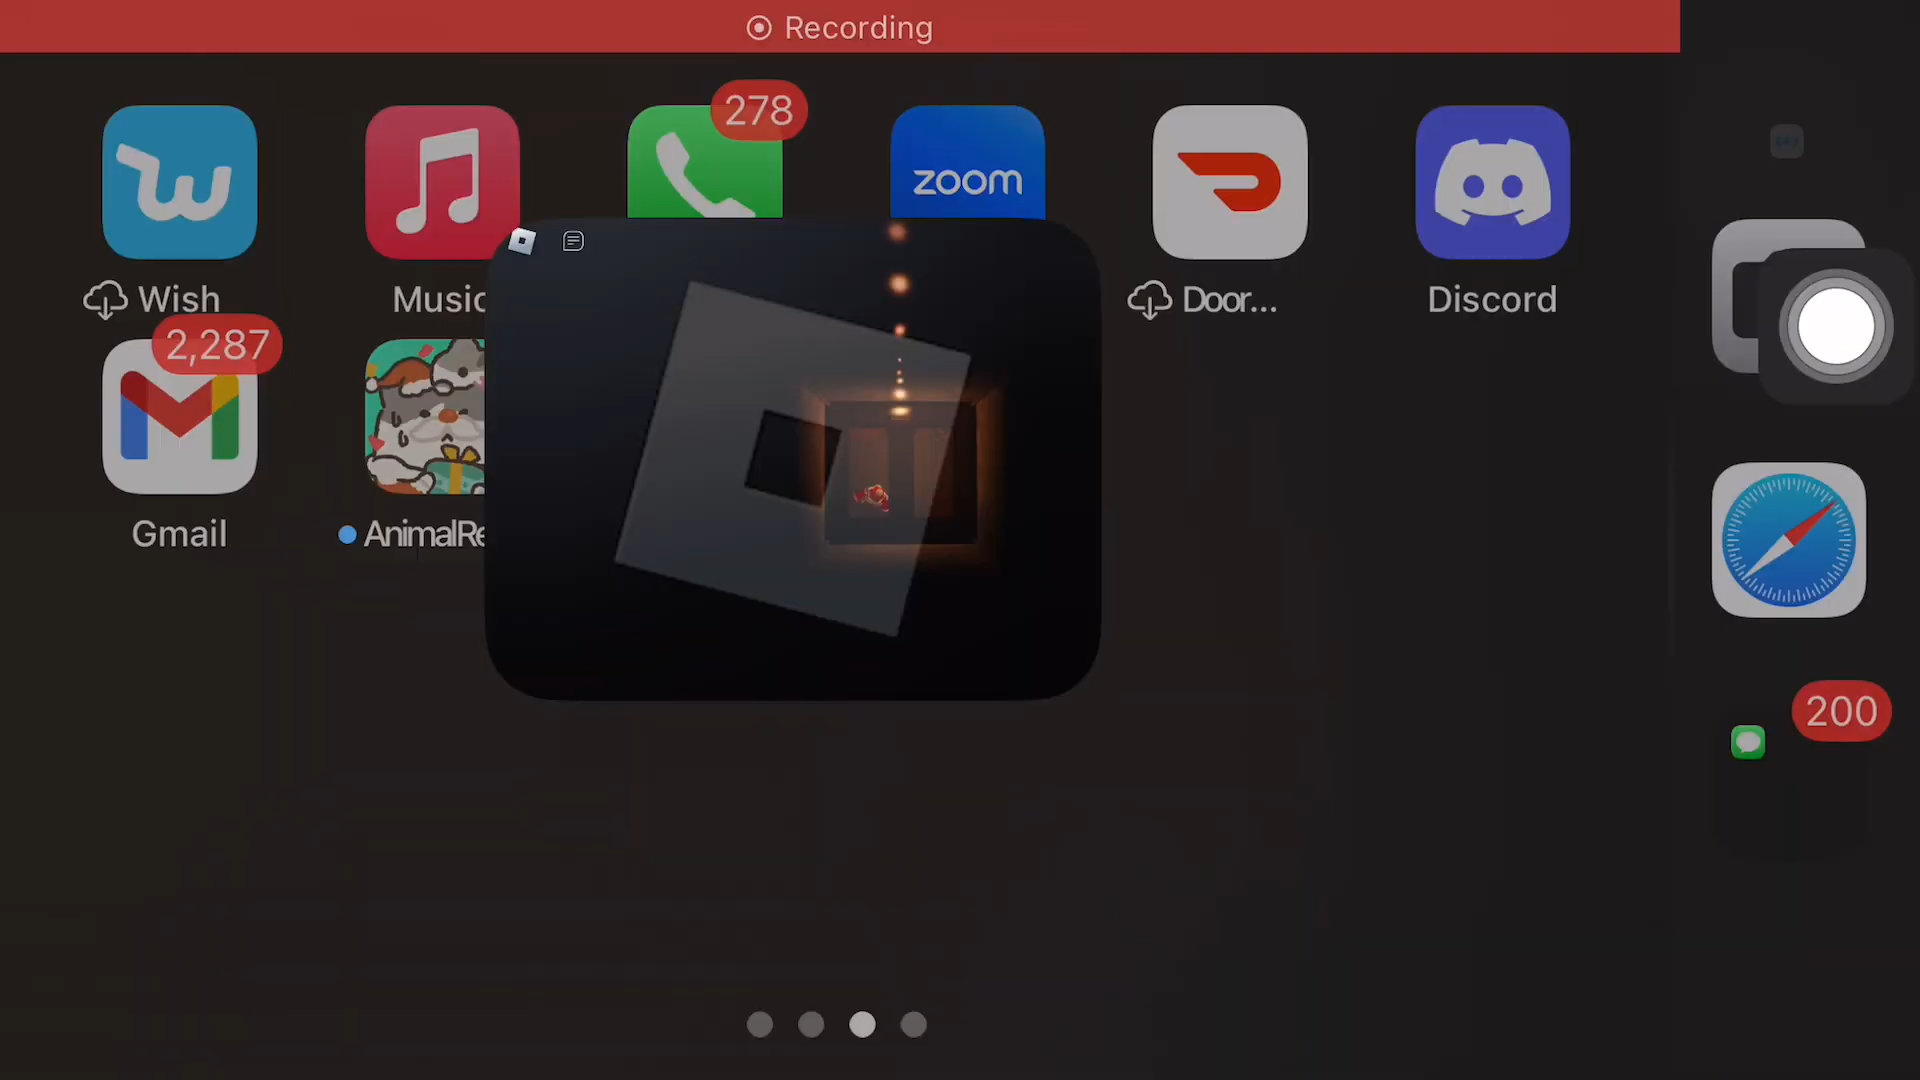 Recording
278
zoom
Wish
Music
Door...
Discord
2,287
Gmail
AnimalRe
200